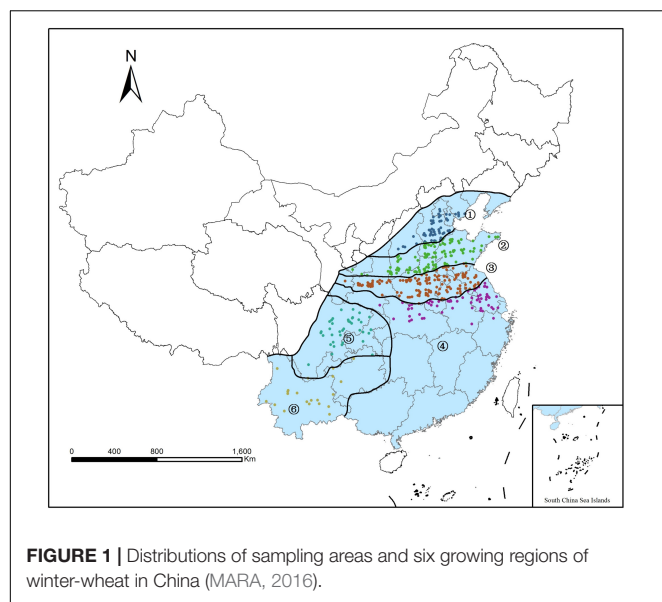 N
①
②
③
④
⑤
⑥
0 400 800 1,600
Km
South China Sea Islands
FIGURE 1 | Distributions of sampling areas and six growing regions of
winter-wheat in China (MARA, 2016).